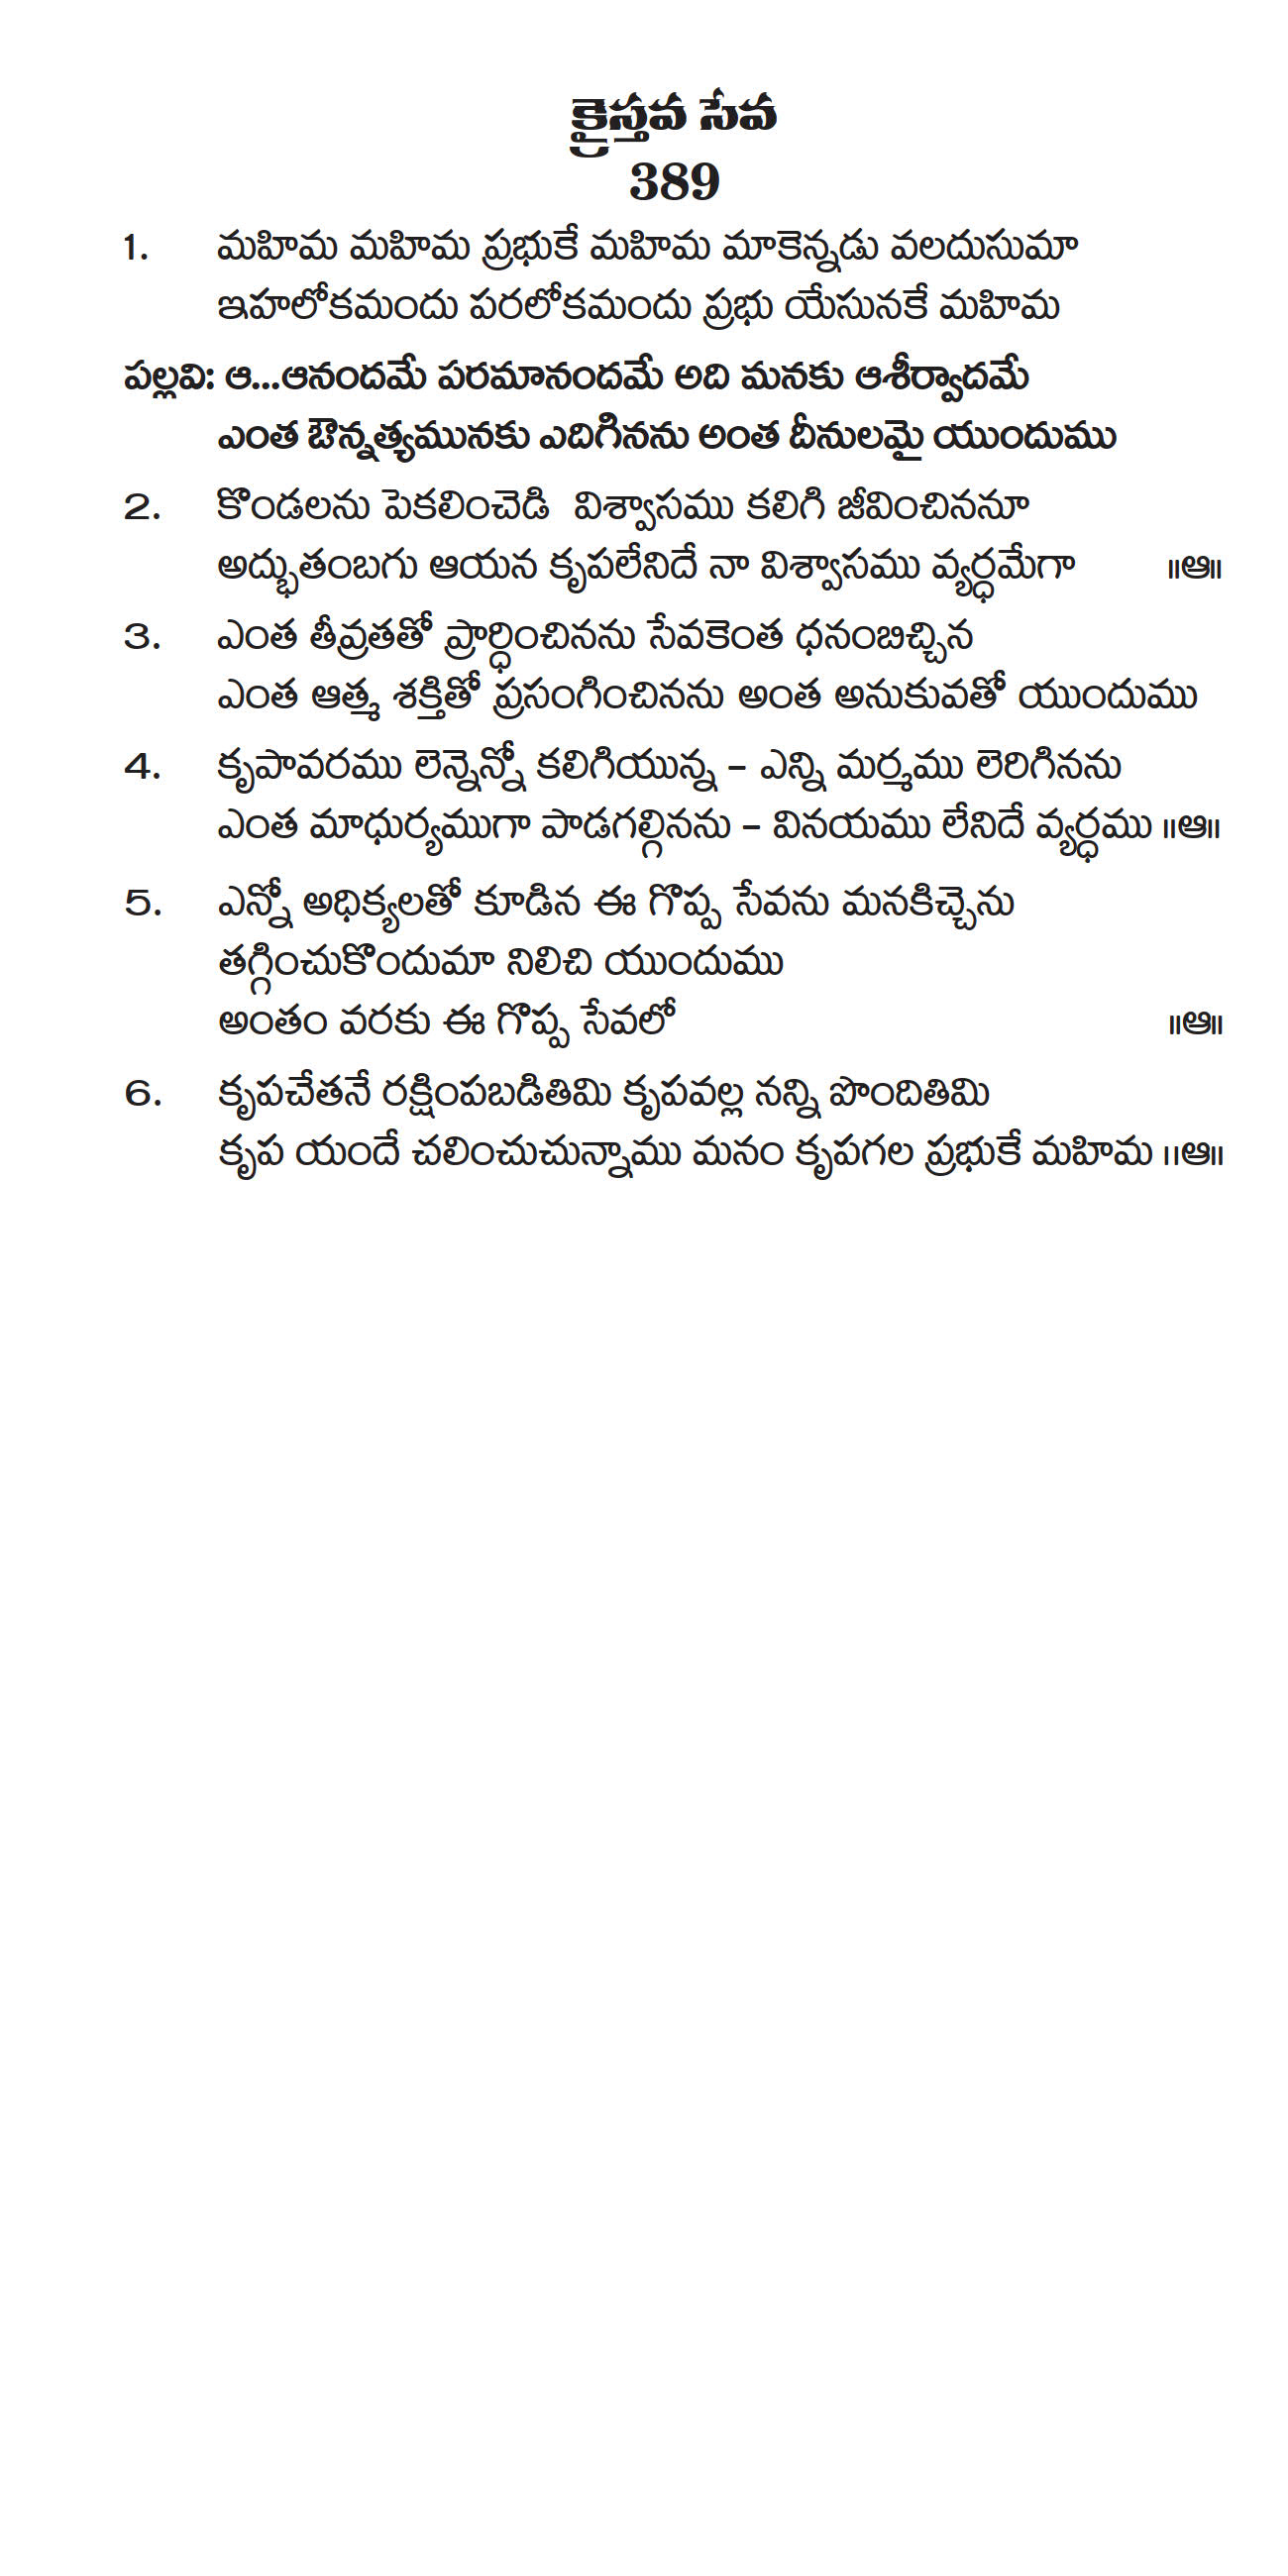 క్రైస్తవ సేవ
389
1. మహిమ మహిమ ప్రభుకే మహిమ మాకెన్నడు వలదుసుమా
ఇహలోకమందు పరలోకమందు ప్రభు యేసునకే మహిమ
పల్లవి: ఆ...ఆనందమే పరమానందమే అది మనకు ఆశీర్వాదమే
ఎంత ఔన్నత్యమునకు ఎదిగినను అంత దీనులమై యుందుము
2. కొండలను పెకలించెడి విశ్వాసము కలిగి జీవించిననూ
అద్భుతంబగు ఆయన కృపలేనిదే నా విశ్వాసము వ్యర్ధమేగా ॥ఆ॥
3. ఎంత తీవ్రతతో ప్రార్ధించినను సేవకెంత ధనంబిచ్చిన
ఎంత ఆత్మ శక్తితో ప్రసంగించినను అంత అనుకువతో యుందుము
4. కృపావరము లెన్నెన్నో కలిగియున్న – ఎన్ని మర్మము లెరిగినను
ఎంత మాధుర్యముగా పాడగల్గినను – వినయము లేనిదే వ్యర్ధము ॥ఆ॥
5. ఎన్నో అధిక్యలతో కూడిన ఈ గొప్ప సేవను మనకిచ్చెను
తగ్గించుకొందుమా నిలిచి యుందుము
అంతం వరకు ఈ గొప్ప సేవలో ॥ఆ॥
6. కృపచేతనే రక్షింపబడితిమి కృపవల్ల నన్ని పొందితిమి
కృప యందే చలించుచున్నాము మనం కృపగల ప్రభుకే మహిమ ।।ఆ॥